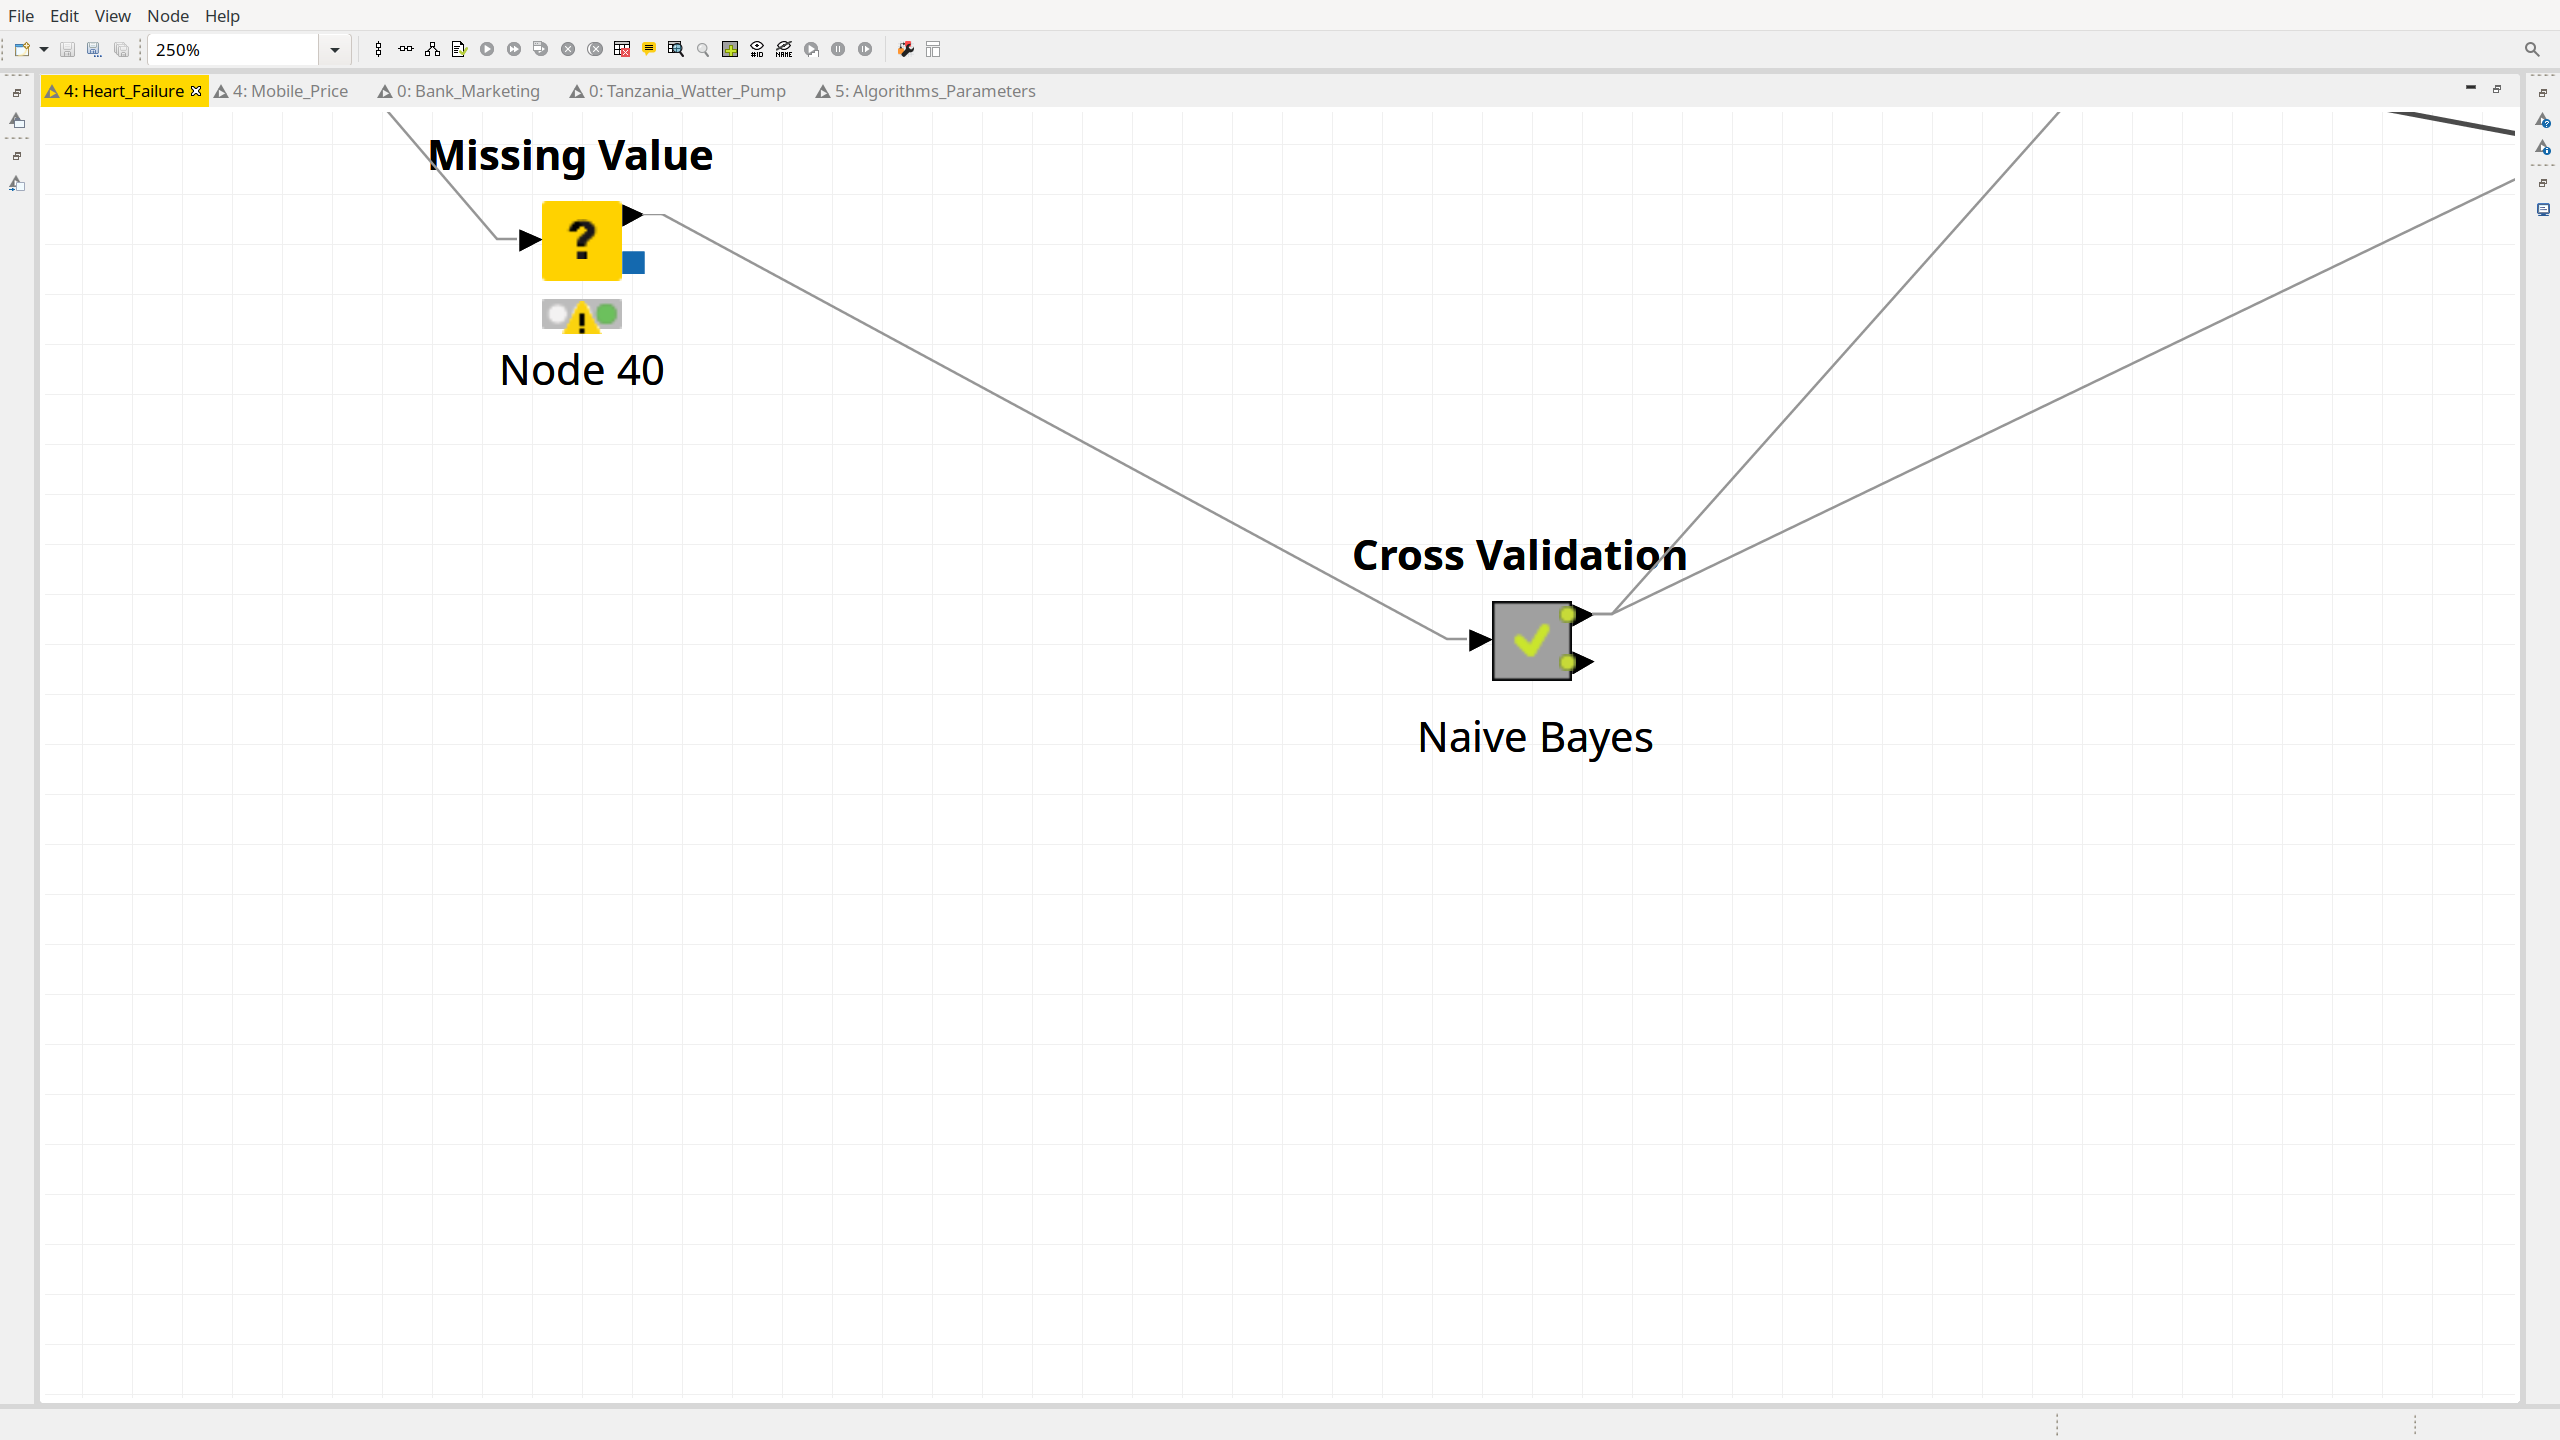 File Edit View Node Help
250%
4: Heart_Failure 4: Mobile_Price 0: Bank_Marketing 0: Tanzania_Watter_Pump 5: Algorithms_Parameters
Missing Value
?
Node 40
Cross Validation
Naive Bayes